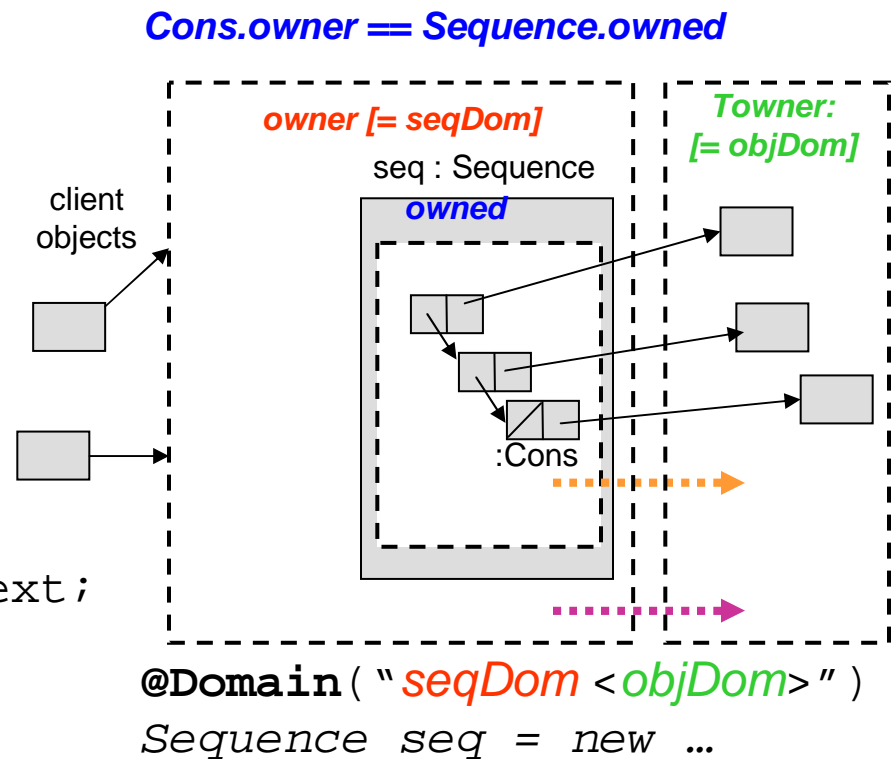 Cons.owner == Sequence.owned
owner [= seqDom]
Towner:
[= objDom]
seq : Sequence
owned
client
objects
:Cons
ext;
@Domain("seqDom <objDom>")
Sequence seq = new …